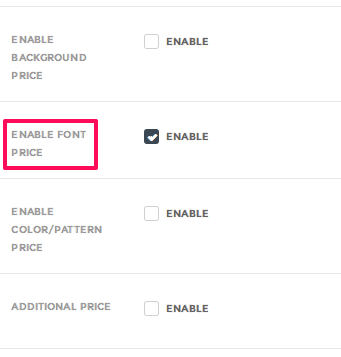 ENABLE
BACKGROUND
PRICE
ENABLE
ENABLE FONT
PRICE
ENABLE
ENABLE
COLOR/PATTERN
PRICE
ENABLE
ADDITIONAL PRICE
ENABLE